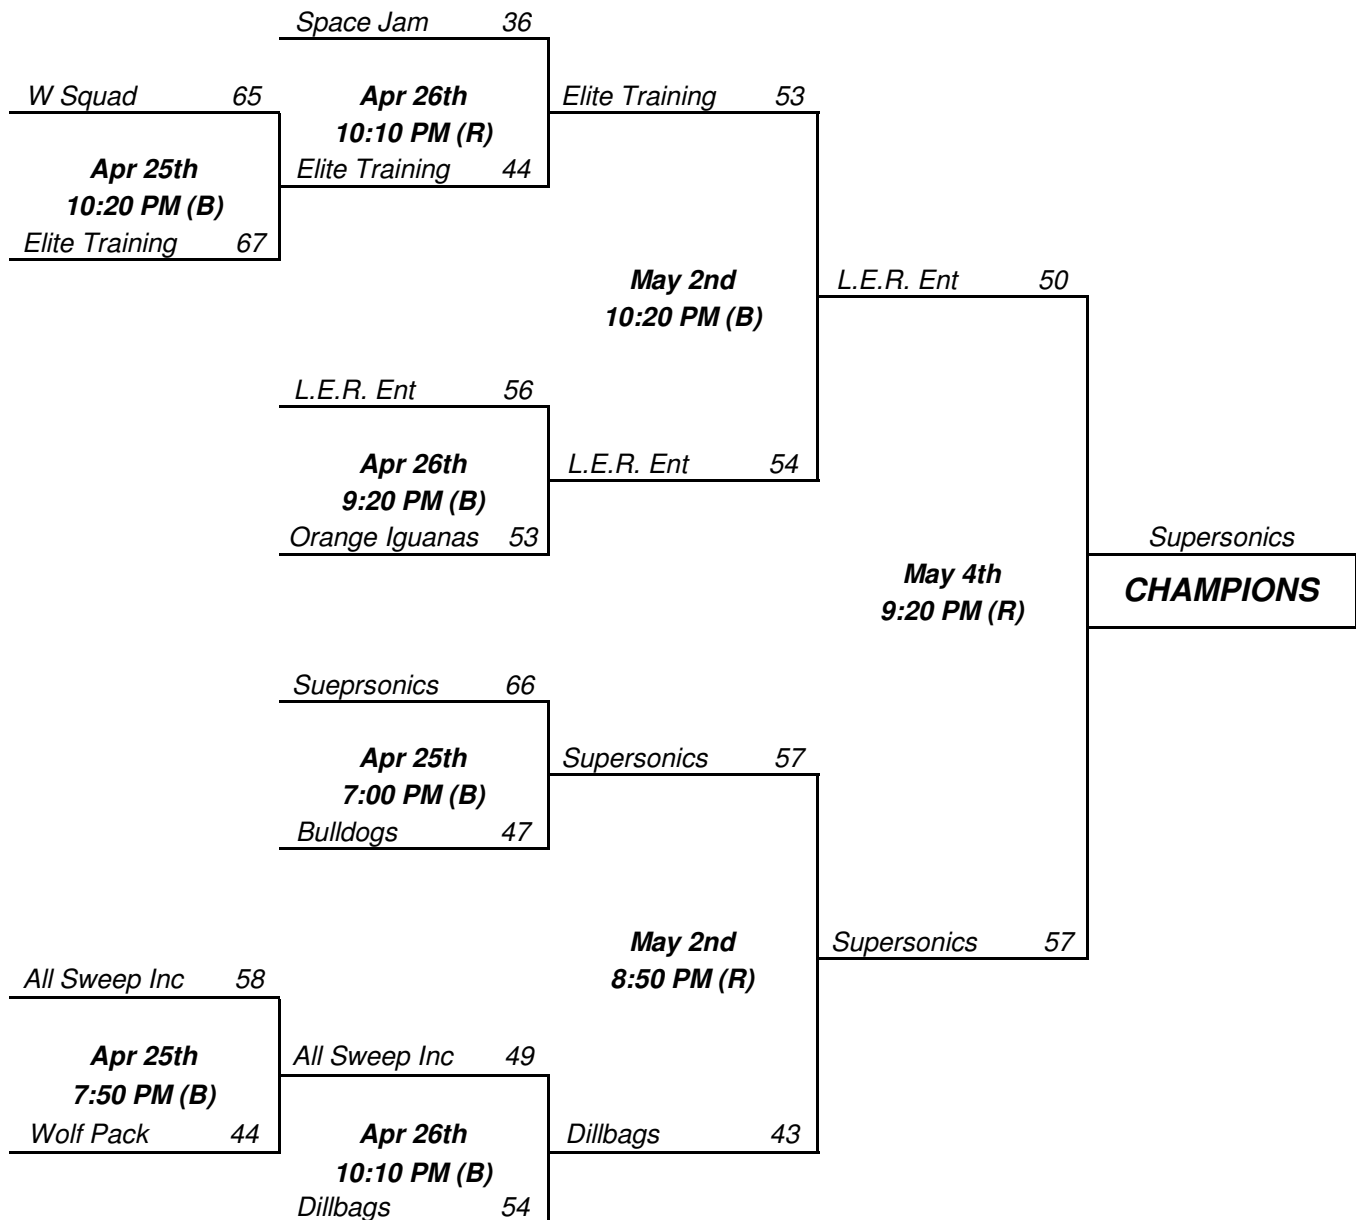 Space Jam 36
W Squad 65
Apr 26th
Elite Training 53
10:10 PM (R)
Apr 25th
Elite Training 44
10:20 PM (B)
Elite Training 67
May 2nd
L.E.R. Ent 50
10:20 PM (B)
L.E.R. Ent 56
Apr 26th
L.E.R. Ent 54
9:20 PM (B)
Orange Iguanas 53
Supersonics
May 4th
CHAMPIONS
9:20 PM (R)
Sueprsonics 66
Apr 25th
Supersonics 57
7:00 PM (B)
Bulldogs 47
May 2nd
Supersonics 57
8:50 PM (R)
All Sweep Inc 58
Apr 25th
All Sweep Inc 49
7:50 PM (B)
Wolf Pack 44
Apr 26th
Dillbags 43
10:10 PM (B)
Dillbags 54